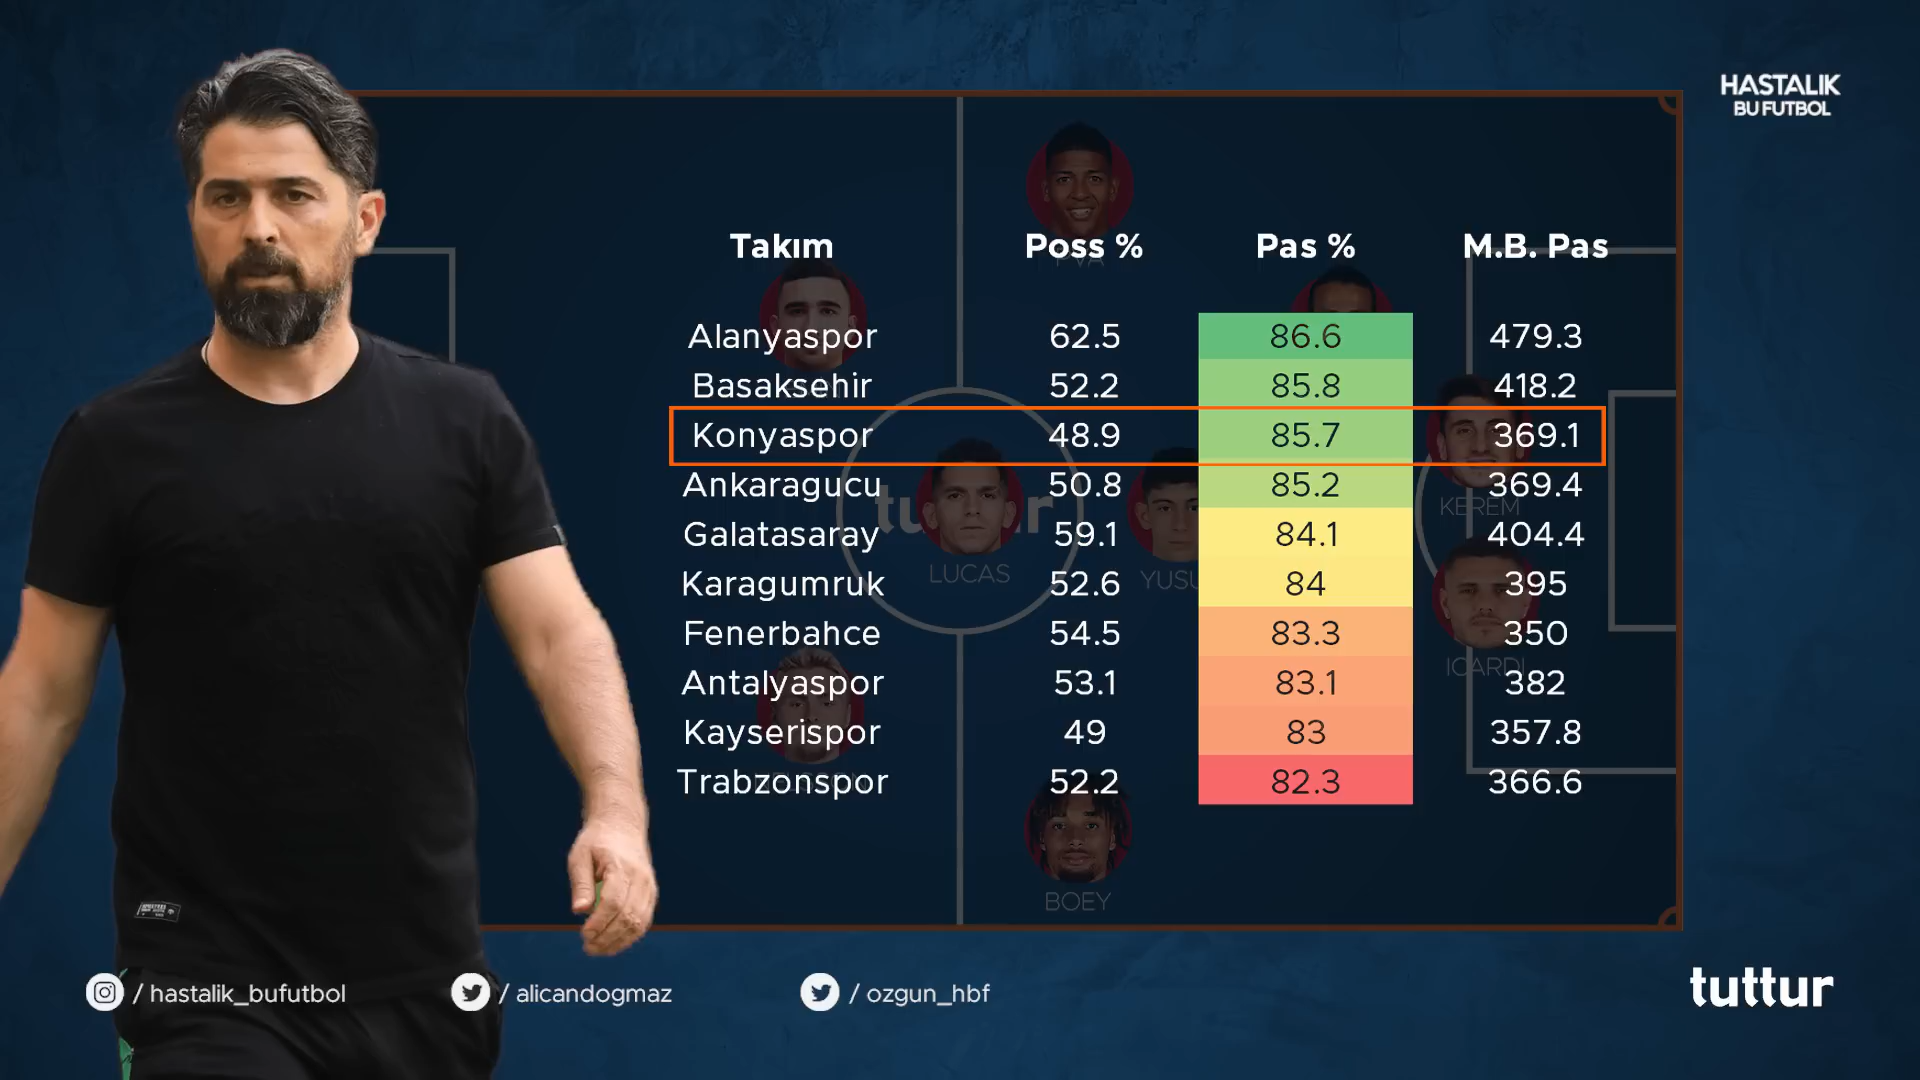 HASTALIK
BU FUTBOL
Takım Poss % Pas % M.B. Pas
Alanyaspor 62.5 86.6 479.3
Basaksehir 52.2 85.8 418.2
Konyaspor 48.9 85.7 369.1
Ankaragucu 50.8 85.2 369.4
Galatasaray 59.1 84.1 404.4
Karagumruk 52.6 84 395
Fenerbahce 54.5 83.3 350
Antalyaspor 53.1 83.1 382
Kayserispor 49 83 357.8
Trabzonspor 52.2 82.3 366.6
KEREM
LUCAS
YUSU
ICARDI
BOEY
/ hastalik_bufutbol
/ alicandogmaz
/ ozgun_hbf
tuttur